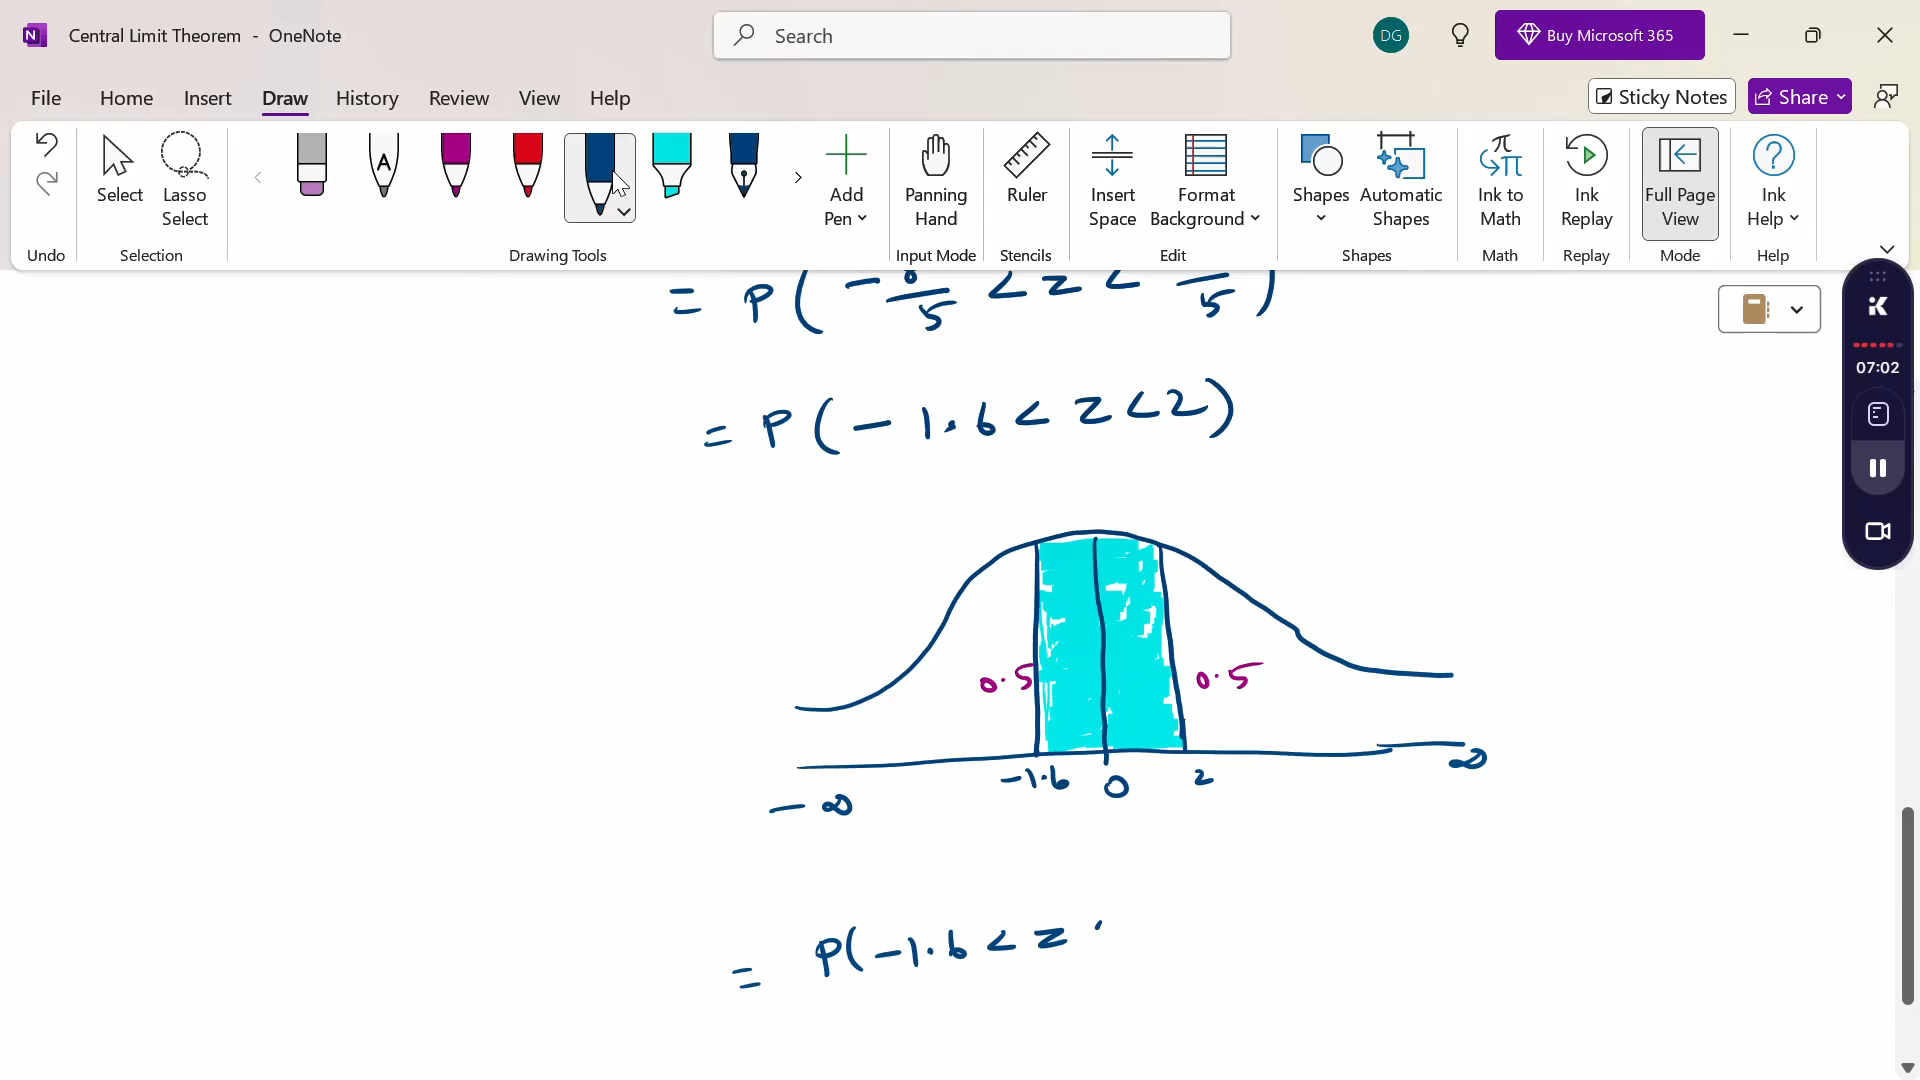 Central Limit Theorem - OneNote
Search
DG
Buy Microsoft 365
File Home Insert Draw History Review View Help
Sticky Notes
Share
Undo
Select
Lasso Select
Selection
A
Drawing Tools
Add Pen
Panning Hand
Input Mode
Ruler
Stencils
Insert Space
Format Background
Edit
Shapes
Automatic Shapes
Shapes
Ink to Math
Math
Ink Replay
Replay
Full Page View
Mode
Ink Help
Help
07:02
= P(-8/5 < z < /5)
= P(-1.6 < z < 2)
0.5 0.5
-1.6 0 2
-∞ ∞
= P(-1.6 < z